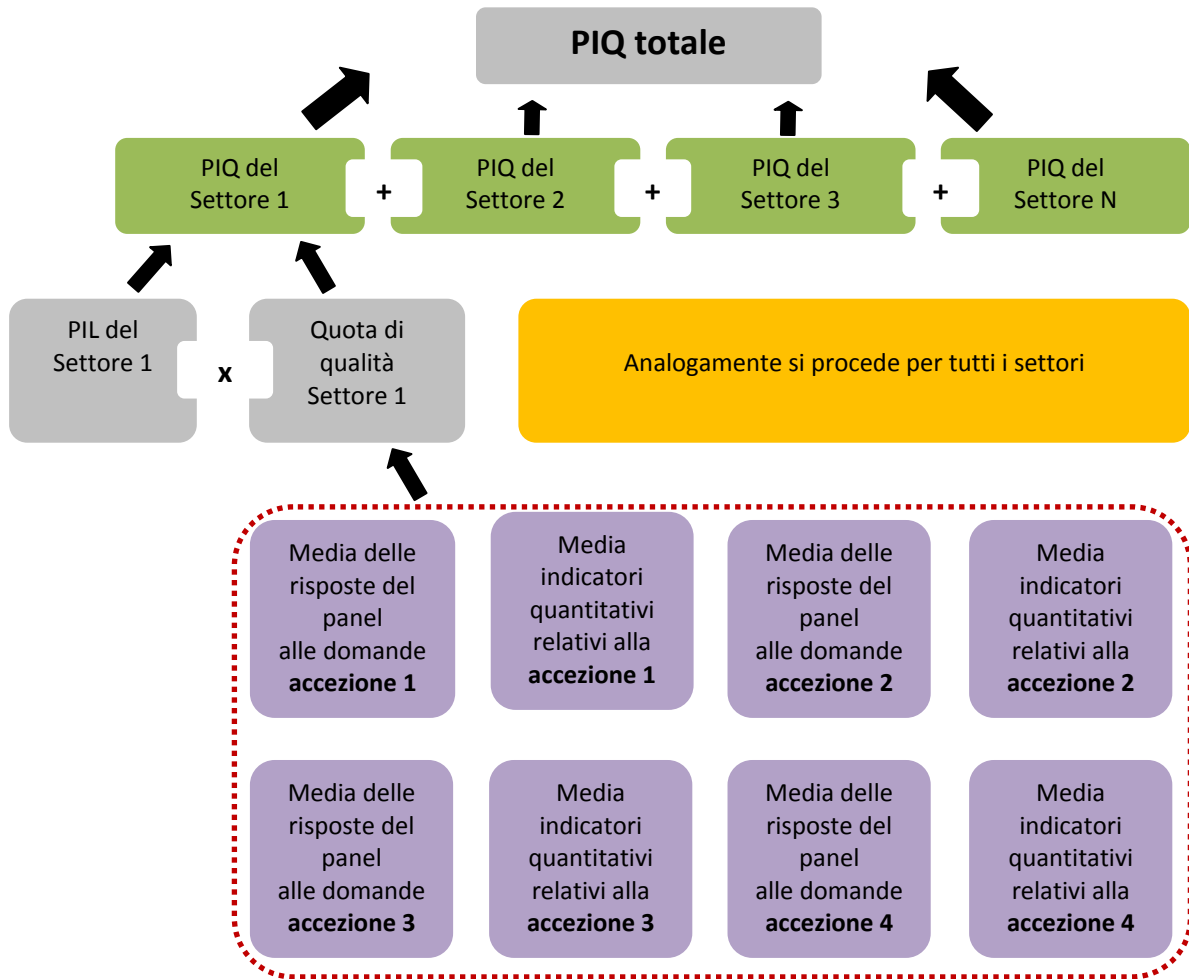 PIQ totale
PIQ del
Settore 1
+
PIQ del
Settore 2
+
PIQ del
Settore 3
+
PIQ del
Settore N
PIL del
Settore 1
x
Quota di
qualità
Settore 1
Analogamente si procede per tutti i settori
Media delle
risposte del
panel
alle domande
accezione 1
Media
indicatori
quantitativi
relativi alla
accezione 1
Media delle
risposte del
panel
alle domande
accezione 2
Media
indicatori
quantitativi
relativi alla
accezione 2
Media delle
risposte del
panel
alle domande
accezione 3
Media
indicatori
quantitativi
relativi alla
accezione 3
Media delle
risposte del
panel
alle domande
accezione 4
Media
indicatori
quantitativi
relativi alla
accezione 4